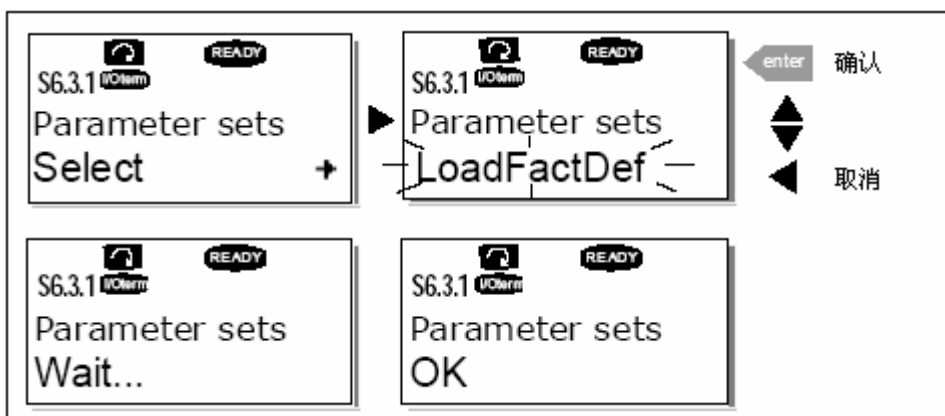 READY
S6.3.1 I/Oterm
Parameter sets
Select
READY
S6.3.1 I/Oterm
Parameter sets
LoadFactDef
enter 确认
取消
READY
S6.3.1 I/Oterm
Parameter sets
Wait...
READY
S6.3.1 I/Oterm
Parameter sets
OK